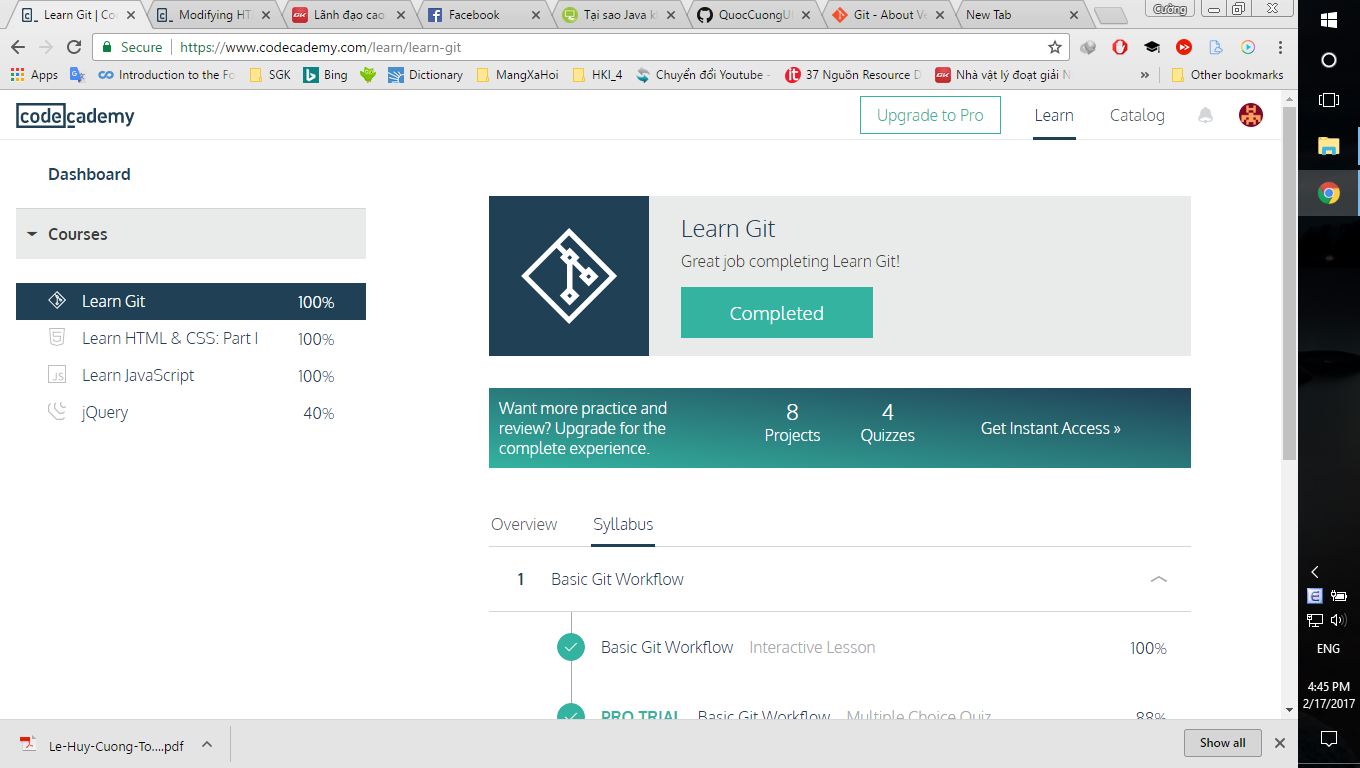 Learn Git | Co
Modifying HT
Lãnh đạo cao
Facebook
Tại sao Java k
QuocCuongU
Git - About Ve
New Tab
Cường
Secure
https://www.codecademy.com/learn/learn-git
Apps
Introduction to the Fo
SGK
Bing
Dictionary
MangXaHoi
HKI_4
Chuyển đổi Youtube -
37 Nguồn Resource D
Nhà vật lý đoạt giải N
»
Other bookmarks
codecademy
Upgrade to Pro
Learn
Catalog
Dashboard
Courses
Learn Git 100%
Learn HTML & CSS: Part I 100%
JS Learn JavaScript 100%
jQuery 40%
Learn Git
Great job completing Learn Git!
Completed
Want more practice and
review? Upgrade for the
complete experience.
8
Projects
4
Quizzes
Get Instant Access »
Overview
Syllabus
1 Basic Git Workflow
Basic Git Workflow Interactive Lesson 100%
PRO TRIAL Basic Git Workflow Multiple Choice Quiz 88%
Le-Huy-Cuong-To....pdf
Show all
ENG
4:45 PM
2/17/2017